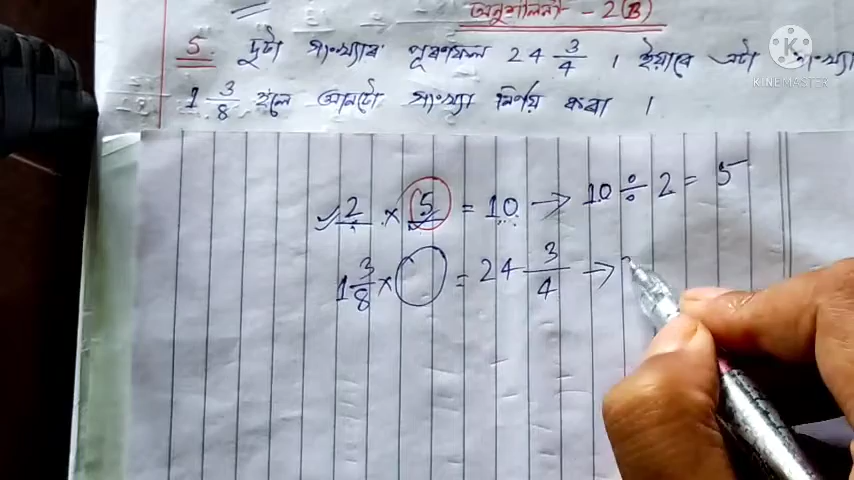 অনুশীলনী - 2(B)
5. দুটা সংখ্যাৰ পূৰণফল 24 3/4 । ইয়াৰে এটা সংখ্যা
1 3/8 হলে আনটো সংখ্যা নিৰ্ণয় কৰা ।
KINEMASTER
2 × 5 = 10 → 10 ÷ 2 = 5
1 3/8 × ◯ = 24 3/4 →